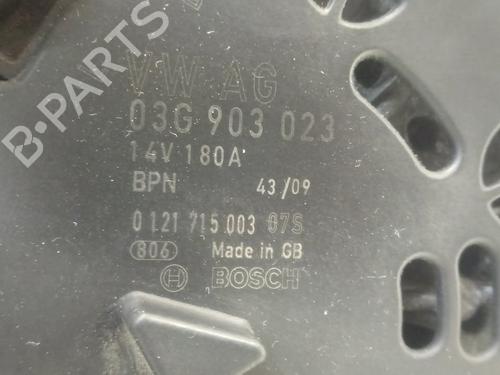 VW AG
03G 903 023
14V 180A
BPN 43/09
0 121 715 003 07S
806 Made in GB
BOSCH
B-PARTS